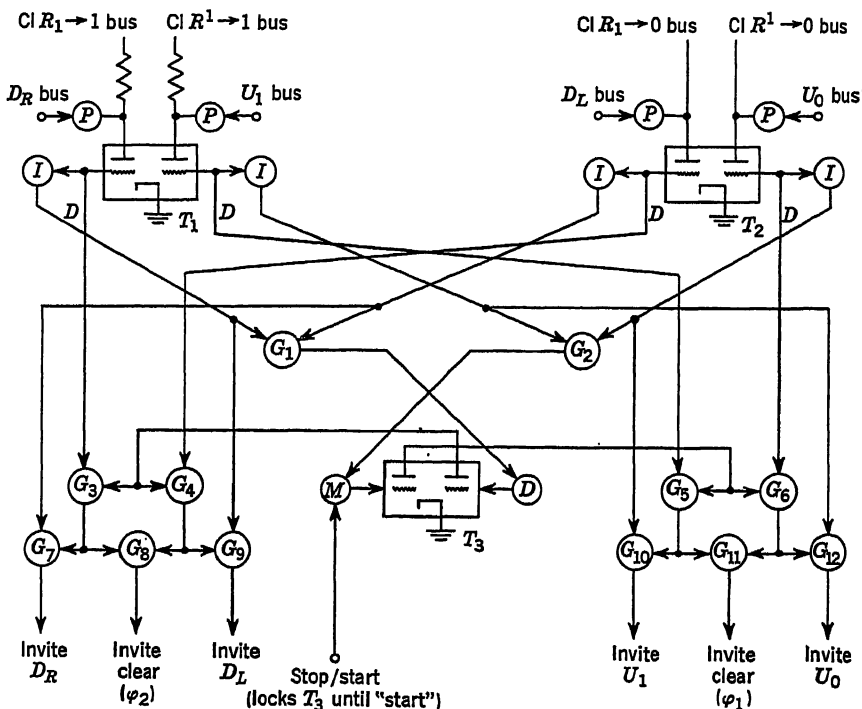 Cl R₁→1 bus Cl R¹→1 bus Cl R₁→0 bus Cl R¹→0 bus
D_R bus P P U₁ bus D_L bus P P U₀ bus
I I I I
D T₁ D D T₂ D
G₁ G₂
G₃ G₄ M D G₅ G₆
T₃
G₇ G₈ G₉ G₁₀ G₁₁ G₁₂
Invite Invite Invite Invite Invite Invite
D_R clear D_L U₁ clear U₀
(φ₂) (φ₁)
Stop/start
(locks T₃ until “start”)